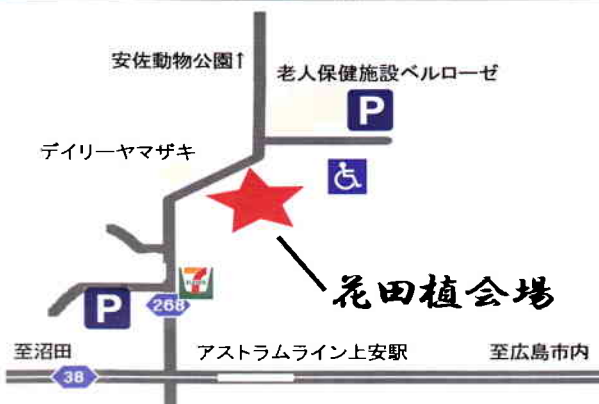 安佐動物公園↑
老人保健施設ベルローゼ
P
デイリーヤマザキ
花田植会場
P
268
至沼田
アストラムライン上安駅
至広島市内
38